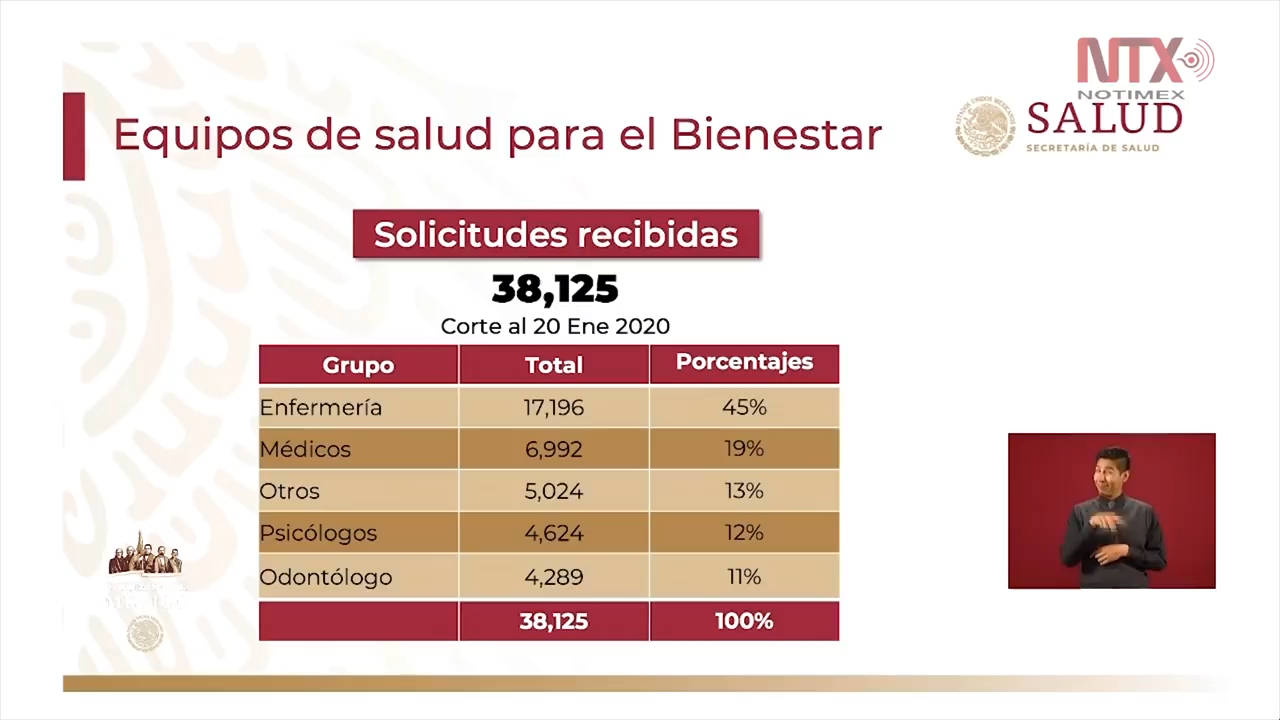 NTX
NOTIMEX
SALUD
SECRETARÍA DE SALUD
Equipos de salud para el Bienestar
Solicitudes recibidas
38,125
Corte al 20 Ene 2020
Grupo Total Porcentajes
Enfermería 17,196 45%
Médicos 6,992 19%
Otros 5,024 13%
Psicólogos 4,624 12%
Odontólogo 4,289 11%
38,125 100%